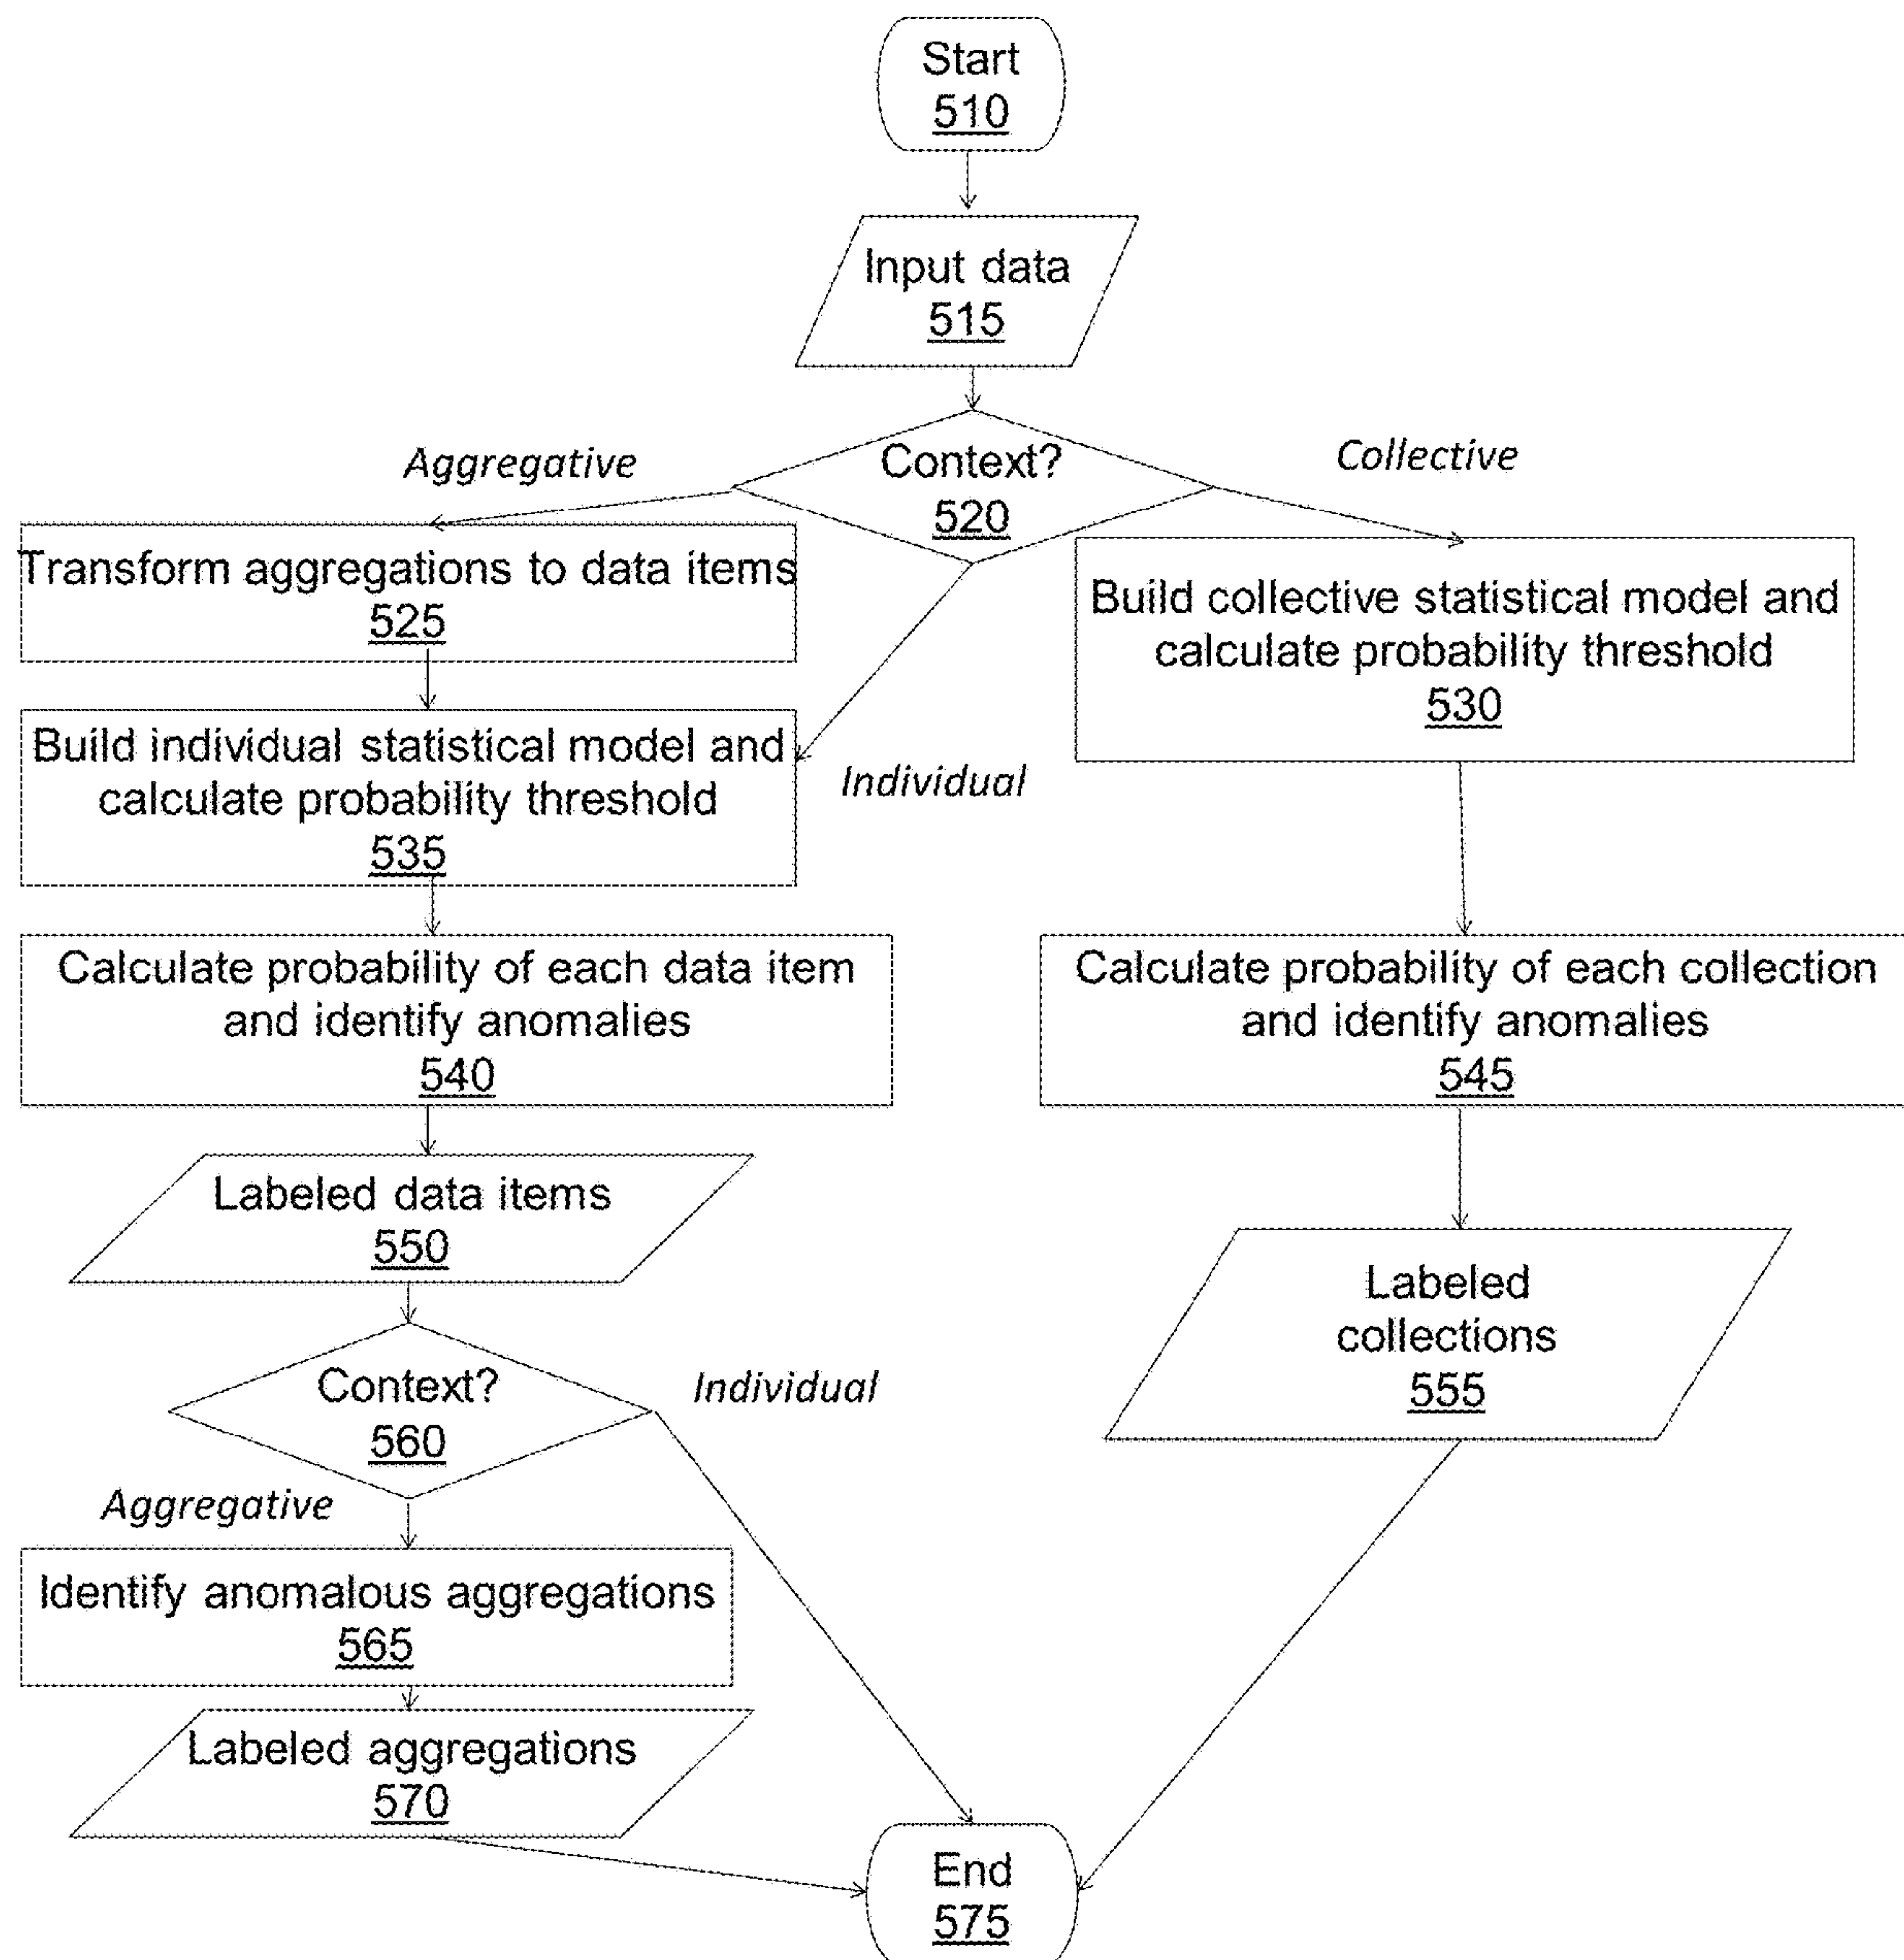 Start
510
Input data
515
Context?
520
Aggregative
Collective
Transform aggregations to data items
525
Build collective statistical model and
calculate probability threshold
530
Build individual statistical model and
calculate probability threshold
535
Individual
Calculate probability of each data item
and identify anomalies
540
Calculate probability of each collection
and identify anomalies
545
Labeled data items
550
Labeled
collections
555
Context?
560
Individual
Aggregative
Identify anomalous aggregations
565
Labeled aggregations
570
End
575